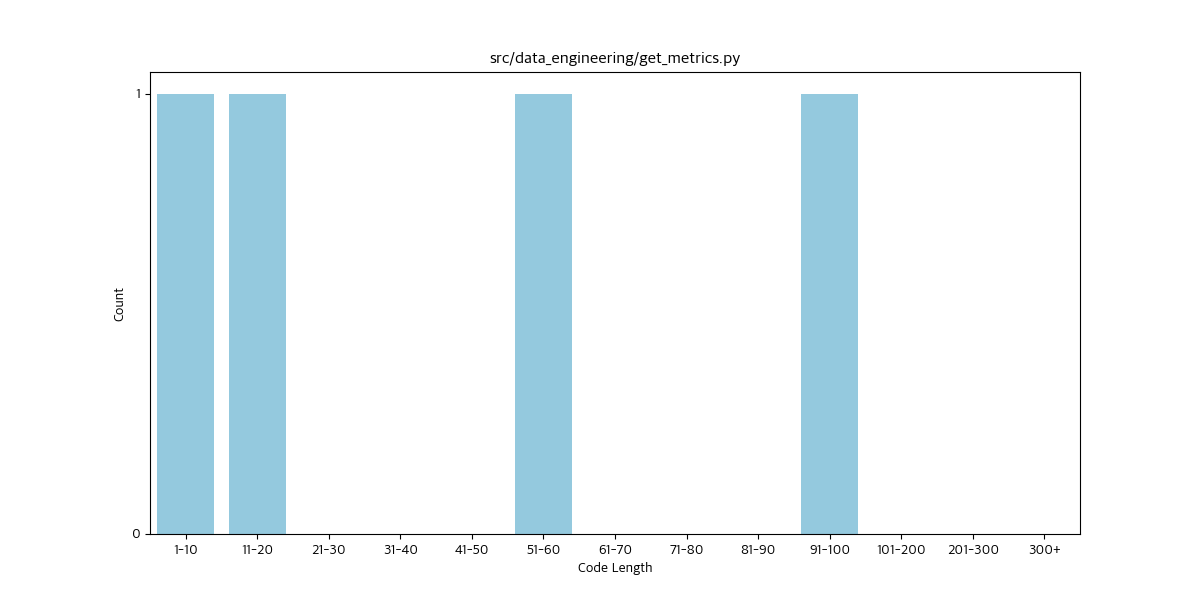 src/data_engineering/get_metrics.py
1
Count
0
1-10 11-20 21-30 31-40 41-50 51-60 61-70 71-80 81-90 91-100 101-200 201-300 300+
Code Length